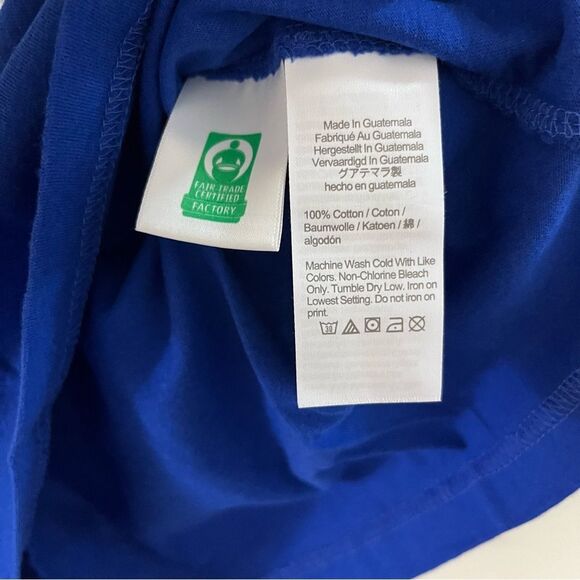 FAIR TRADE
CERTIFIED
FACTORY
Made In Guatemala
Fabriqué Au Guatemala
Hergestellt In Guatemala
Vervaardigd In Guatemala
グアテマラ製
hecho en guatemala
100% Cotton / Coton /
Baumwolle / Katoen / 綿 /
algodón
Machine Wash Cold With Like
Colors. Non-Chlorine Bleach
Only. Tumble Dry Low. Iron on
Lowest Setting. Do not iron on
print.
30